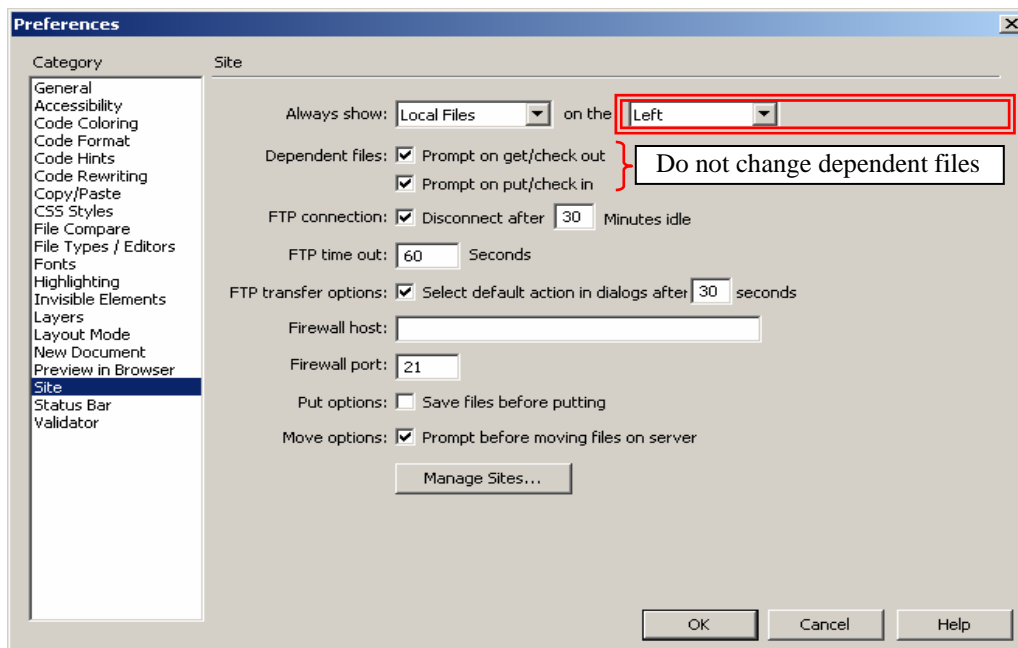 Preferences
Category
Site
General
Accessibility
Code Coloring
Code Format
Code Hints
Code Rewriting
Copy/Paste
CSS Styles
File Compare
File Types / Editors
Fonts
Highlighting
Invisible Elements
Layers
Layout Mode
New Document
Preview in Browser
Site
Status Bar
Validator
Always show: Local Files on the Left
Dependent files: Prompt on get/check out
Prompt on put/check in
Do not change dependent files
FTP connection: Disconnect after 30 Minutes idle
FTP time out: 60 Seconds
FTP transfer options: Select default action in dialogs after 30 seconds
Firewall host:
Firewall port: 21
Put options: Save files before putting
Move options: Prompt before moving files on server
Manage Sites...
OK Cancel Help